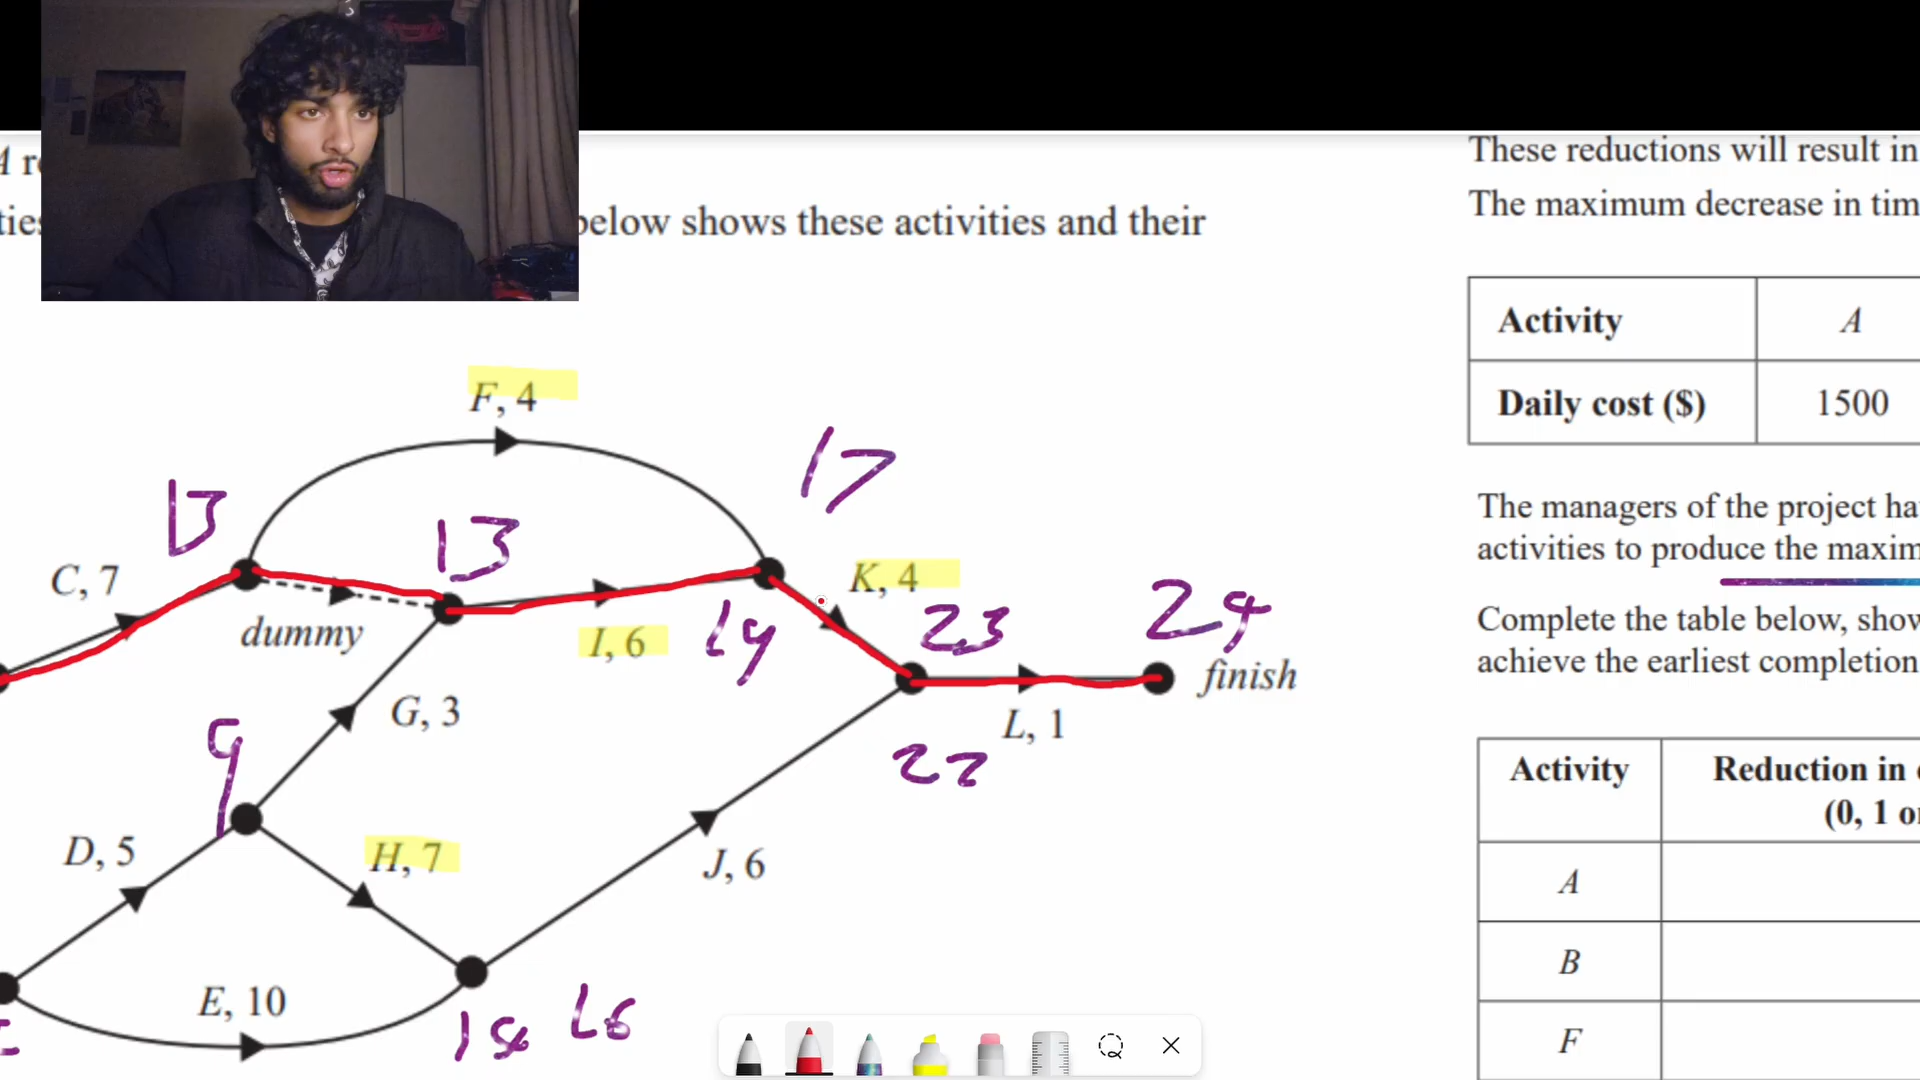 These reductions will result in
The maximum decrease in tim
below shows these activities and their
Activity A
Daily cost ($) 1500
F, 4
17
13
13
The managers of the project ha
activities to produce the maxim
C, 7
K, 4
24
23
dummy
I, 6
19
Complete the table below, show
achieve the earliest completion
finish
G, 3
L, 1
9
22
Activity Reduction in
(0, 1 o
D, 5
H, 7
J, 6
A
B
E, 10
16
F